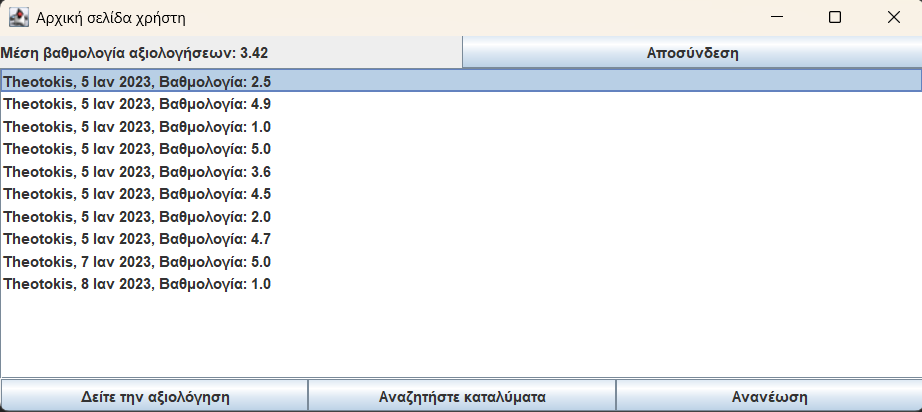 Αρχική σελίδα χρήστη
Μέση βαθμολογία αξιολογήσεων: 3.42 Αποσύνδεση
Theotokis, 5 Ιαν 2023, Βαθμολογία: 2.5
Theotokis, 5 Ιαν 2023, Βαθμολογία: 4.9
Theotokis, 5 Ιαν 2023, Βαθμολογία: 1.0
Theotokis, 5 Ιαν 2023, Βαθμολογία: 5.0
Theotokis, 5 Ιαν 2023, Βαθμολογία: 3.6
Theotokis, 5 Ιαν 2023, Βαθμολογία: 4.5
Theotokis, 5 Ιαν 2023, Βαθμολογία: 2.0
Theotokis, 5 Ιαν 2023, Βαθμολογία: 4.7
Theotokis, 7 Ιαν 2023, Βαθμολογία: 5.0
Theotokis, 8 Ιαν 2023, Βαθμολογία: 1.0
Δείτε την αξιολόγηση Αναζητήστε καταλύματα Ανανέωση